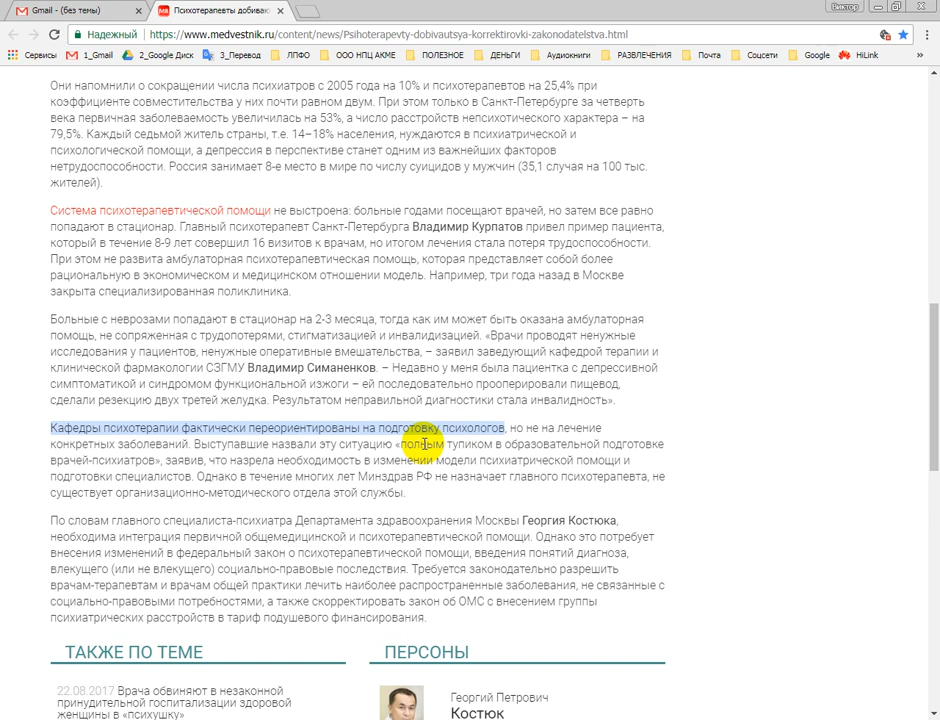 Gmail - (без темы)
Психотерапевты добиваю
Виктор
Надежный
https://www.medvestnik.ru/content/news/Psihoterapevty-dobivautsya-korrektirovki-zakonodatelstva.html
Сервисы 1_Gmail 2_Google Диск 3_Перевод ЛПФО ООО НПЦ АКМЕ ПОЛЕЗНОЕ ДЕНЬГИ Аудиокниги РАЗВЛЕЧЕНИЯ Почта Соцсети Google HiLink »
Они напомнили о сокращении числа психиатров с 2005 года на 10% и психотерапевтов на 25,4% при
коэффициенте совместительства у них почти равном двум. При этом только в Санкт-Петербурге за четверть
века первичная заболеваемость увеличилась на 53%, а число расстройств непсихотического характера – на
79,5%. Каждый седьмой житель страны, т.е. 14–18% населения, нуждаются в психиатрической и
психологической помощи, а депрессия в перспективе станет одним из важнейших факторов
нетрудоспособности. Россия занимает 8-е место в мире по числу суицидов у мужчин (35,1 случая на 100 тыс.
жителей).
Система психотерапевтической помощи не выстроена: больные годами посещают врачей, но затем все равно
попадают в стационар. Главный психотерапевт Санкт-Петербурга Владимир Курпатов привел пример пациента,
который в течение 8-9 лет совершил 16 визитов к врачам, но итогом лечения стала потеря трудоспособности.
При этом не развита амбулаторная психотерапевтическая помощь, которая представляет собой более
рациональную в экономическом и медицинском отношении модель. Например, три года назад в Москве
закрыта специализированная поликлиника.
Больные с неврозами попадают в стационар на 2-3 месяца, тогда как им может быть оказана амбулаторная
помощь, не сопряженная с трудопотерями, стигматизацией и инвалидизацией. «Врачи проводят ненужные
исследования у пациентов, ненужные оперативные вмешательства, – заявил заведующий кафедрой терапии и
клинической фармакологии СЗГМУ Владимир Симаненков. – Недавно у меня была пациентка с депрессивной
симптоматикой и синдромом функциональной изжоги – ей последовательно прооперировали пищевод,
сделали резекцию двух третей желудка. Результатом неправильной диагностики стала инвалидность».
Кафедры психотерапии фактически переориентированы на подготовку психологов, но не на лечение
конкретных заболеваний. Выступавшие назвали эту ситуацию «полным тупиком в образовательной подготовке
врачей-психиатров», заявив, что назрела необходимость в изменении модели психиатрической помощи и
подготовки специалистов. Однако в течение многих лет Минздрав РФ не назначает главного психотерапевта, не
существует организационно-методического отдела этой службы.
По словам главного специалиста-психиатра Департамента здравоохранения Москвы Георгия Костюка,
необходима интеграция первичной общемедицинской и психотерапевтической помощи. Однако это потребует
внесения изменений в федеральный закон о психотерапевтической помощи, введения понятий диагноза,
влекущего (или не влекущего) социально-правовые последствия. Требуется законодательно разрешить
врачам-терапевтам и врачам общей практики лечить наиболее распространенные заболевания, не связанные с
социально-правовыми потребностями, а также скорректировать закон об ОМС с внесением группы
психиатрических расстройств в тариф подушевого финансирования.
ТАКЖЕ ПО ТЕМЕ
22.08.2017 Врача обвиняют в незаконной
принудительной госпитализации здоровой
женщины в «психушку»
ПЕРСОНЫ
Георгий Петрович
Костюк